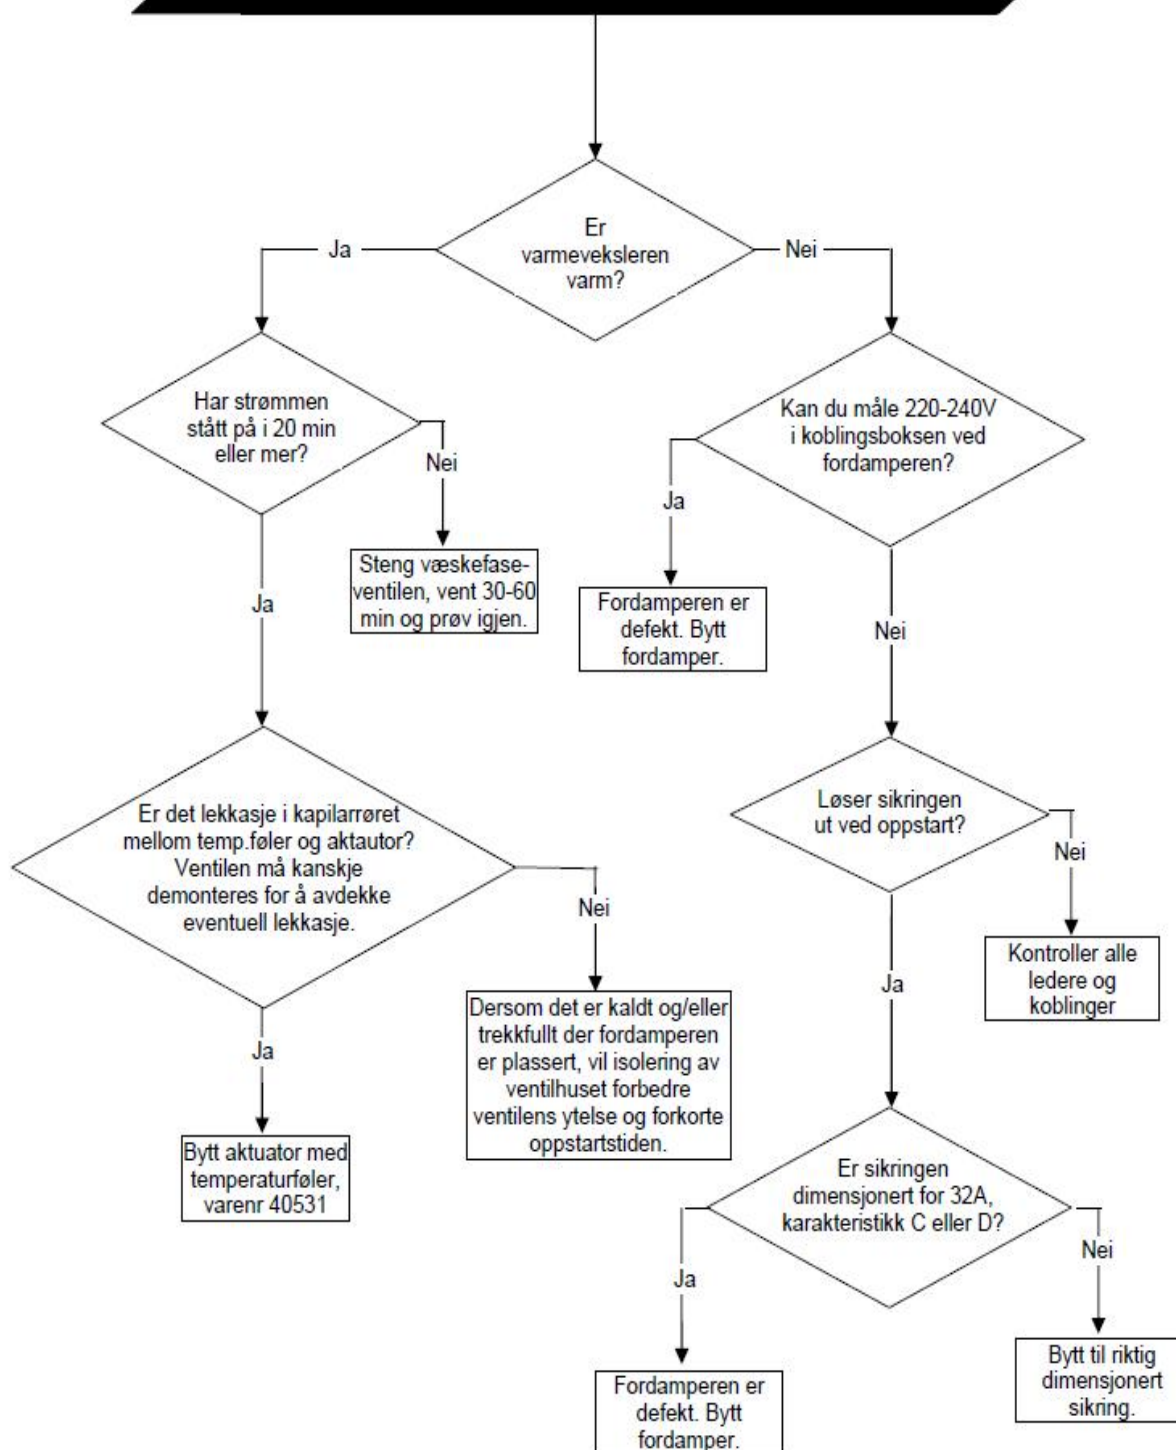 Er
varmeveksleren
varm?
Ja
Nei
Har strømmen
stått på i 20 min
eller mer?
Nei
Kan du måle 220-240V
i koblingsboksen ved
fordamperen?
Ja
Steng væskefase-
ventilen, vent 30-60
min og prøv igjen.
Ja
Fordamperen er
defekt. Bytt
fordamper.
Nei
Er det lekkasje i kapilarrøret
mellom temp.føler og aktautor?
Ventilen må kanskje
demonteres for å avdekke
eventuell lekkasje.
Løser sikringen
ut ved oppstart?
Nei
Nei
Kontroller alle
ledere og
koblinger
Ja
Dersom det er kaldt og/eller
trekkfullt der fordamperen
er plassert, vil isolering av
ventilhuset forbedre
ventilens ytelse og forkorte
oppstartstiden.
Ja
Bytt aktuator med
temperaturføler,
varenr 40531
Er sikringen
dimensjonert for 32A,
karakteristikk C eller D?
Ja
Nei
Fordamperen er
defekt. Bytt
fordamper.
Bytt til riktig
dimensjonert
sikring.